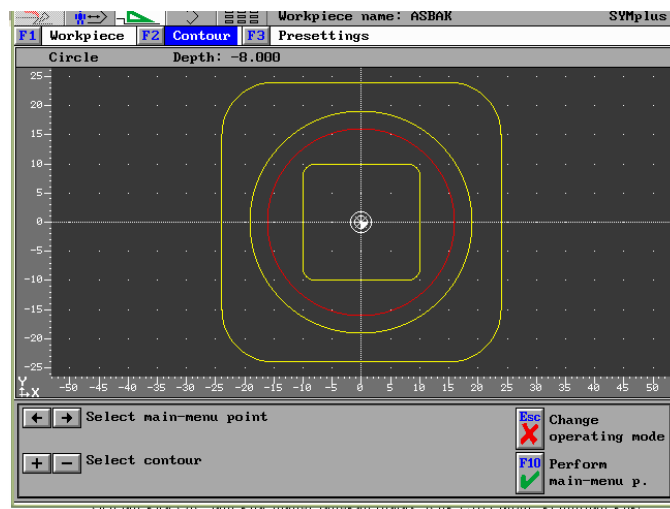 Workpiece name: ASBAK SYMplus
F1 Workpiece F2 Contour F3 Presettings
Circle Depth: -8.000
25
20
15
10
5
0
-5
-10
-15
-20
-25
Y
X
-50 -45 -40 -35 -30 -25 -20 -15 -10 -5 0 5 10 15 20 25 30 35 40 45 50
Select main-menu point
Esc Change
operating mode
+ - Select contour
F10 Perform
main-menu p.